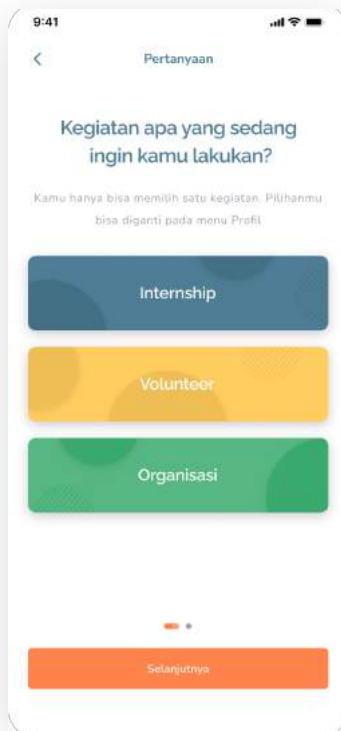 9:41
Pertanyaan
Kegiatan apa yang sedang
ingin kamu lakukan?
Kamu hanya bisa memilih satu kegiatan. Pilihanmu
bisa diganti pada menu Profil
Internship
Volunteer
Organisasi
Selanjutnya